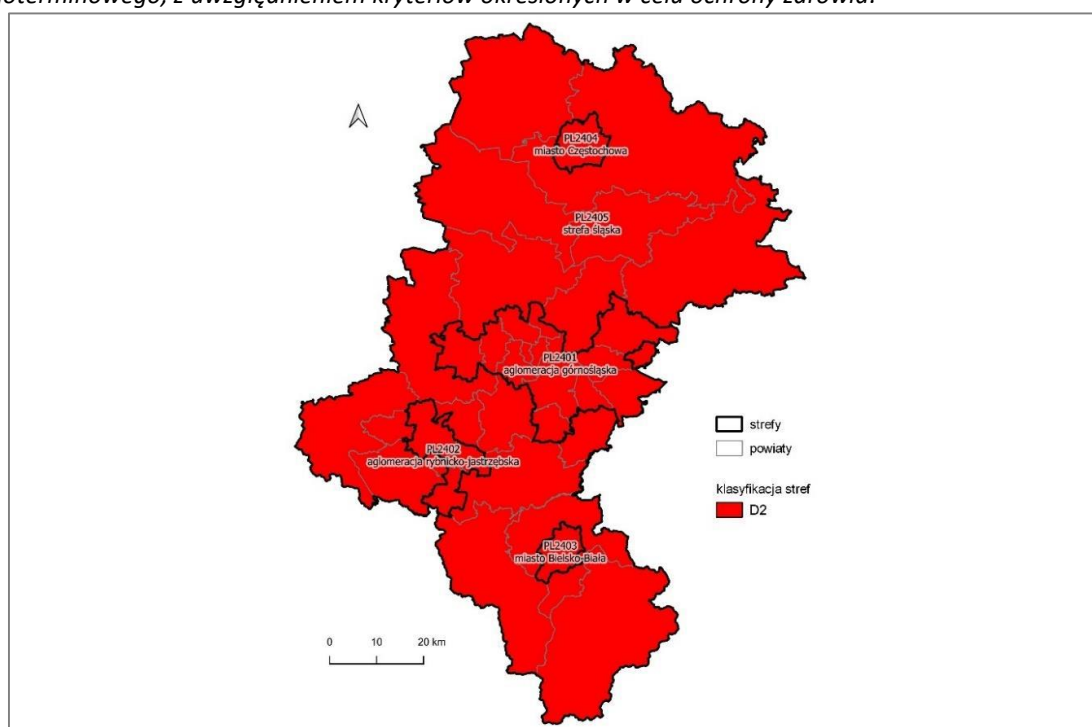 noterminowego, z uwzględnieniem kryteriów określonych w celu ochrony zdrowia.
PL2404
miasto Częstochowa
PL2405
strefa śląska
PL2401
aglomeracja górnośląska
strefy
powiaty
PL2402
aglomeracja rybnicko-jastrzębska
klasyfikacja stref
D2
PL2403
miasto Bielsko-Biała
0 10 20 km